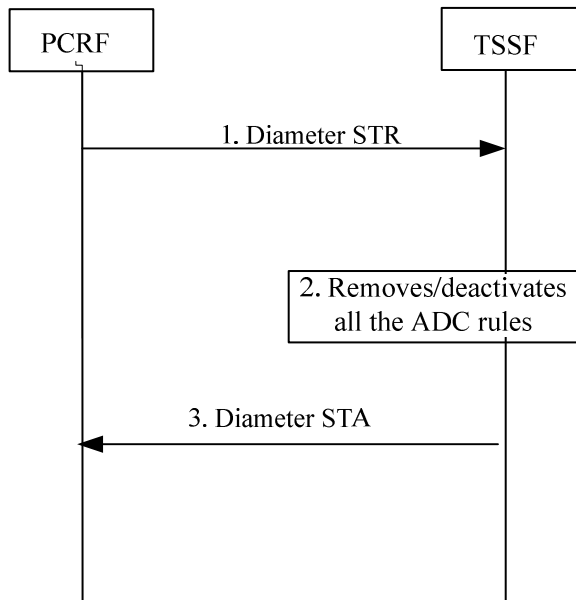 PCRF
TSSF
1. Diameter STR
2. Removes/deactivates
all the ADC rules
3. Diameter STA